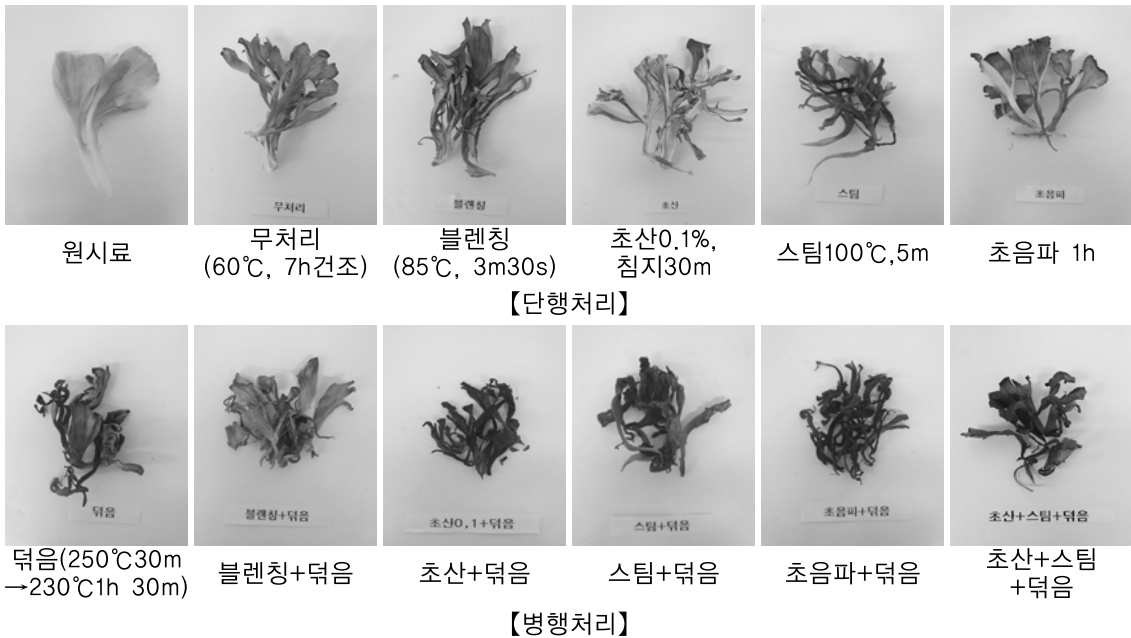 무처리
블랜칭
초산
스팀
초음파
원시료
무처리
(60℃, 7h건조)
블렌칭
(85℃, 3m30s)
초산0.1%,
침지30m
스팀100℃,5m
초음파 1h
【단행처리】
덖음
블랜칭+덖음
초산0.1+덖음
스팀+덖음
초음파+덖음
초산+스팀+덖음
덖음(250℃30m
→230℃1h 30m)
블렌칭+덖음
초산+덖음
스팀+덖음
초음파+덖음
초산+스팀
+덖음
【병행처리】